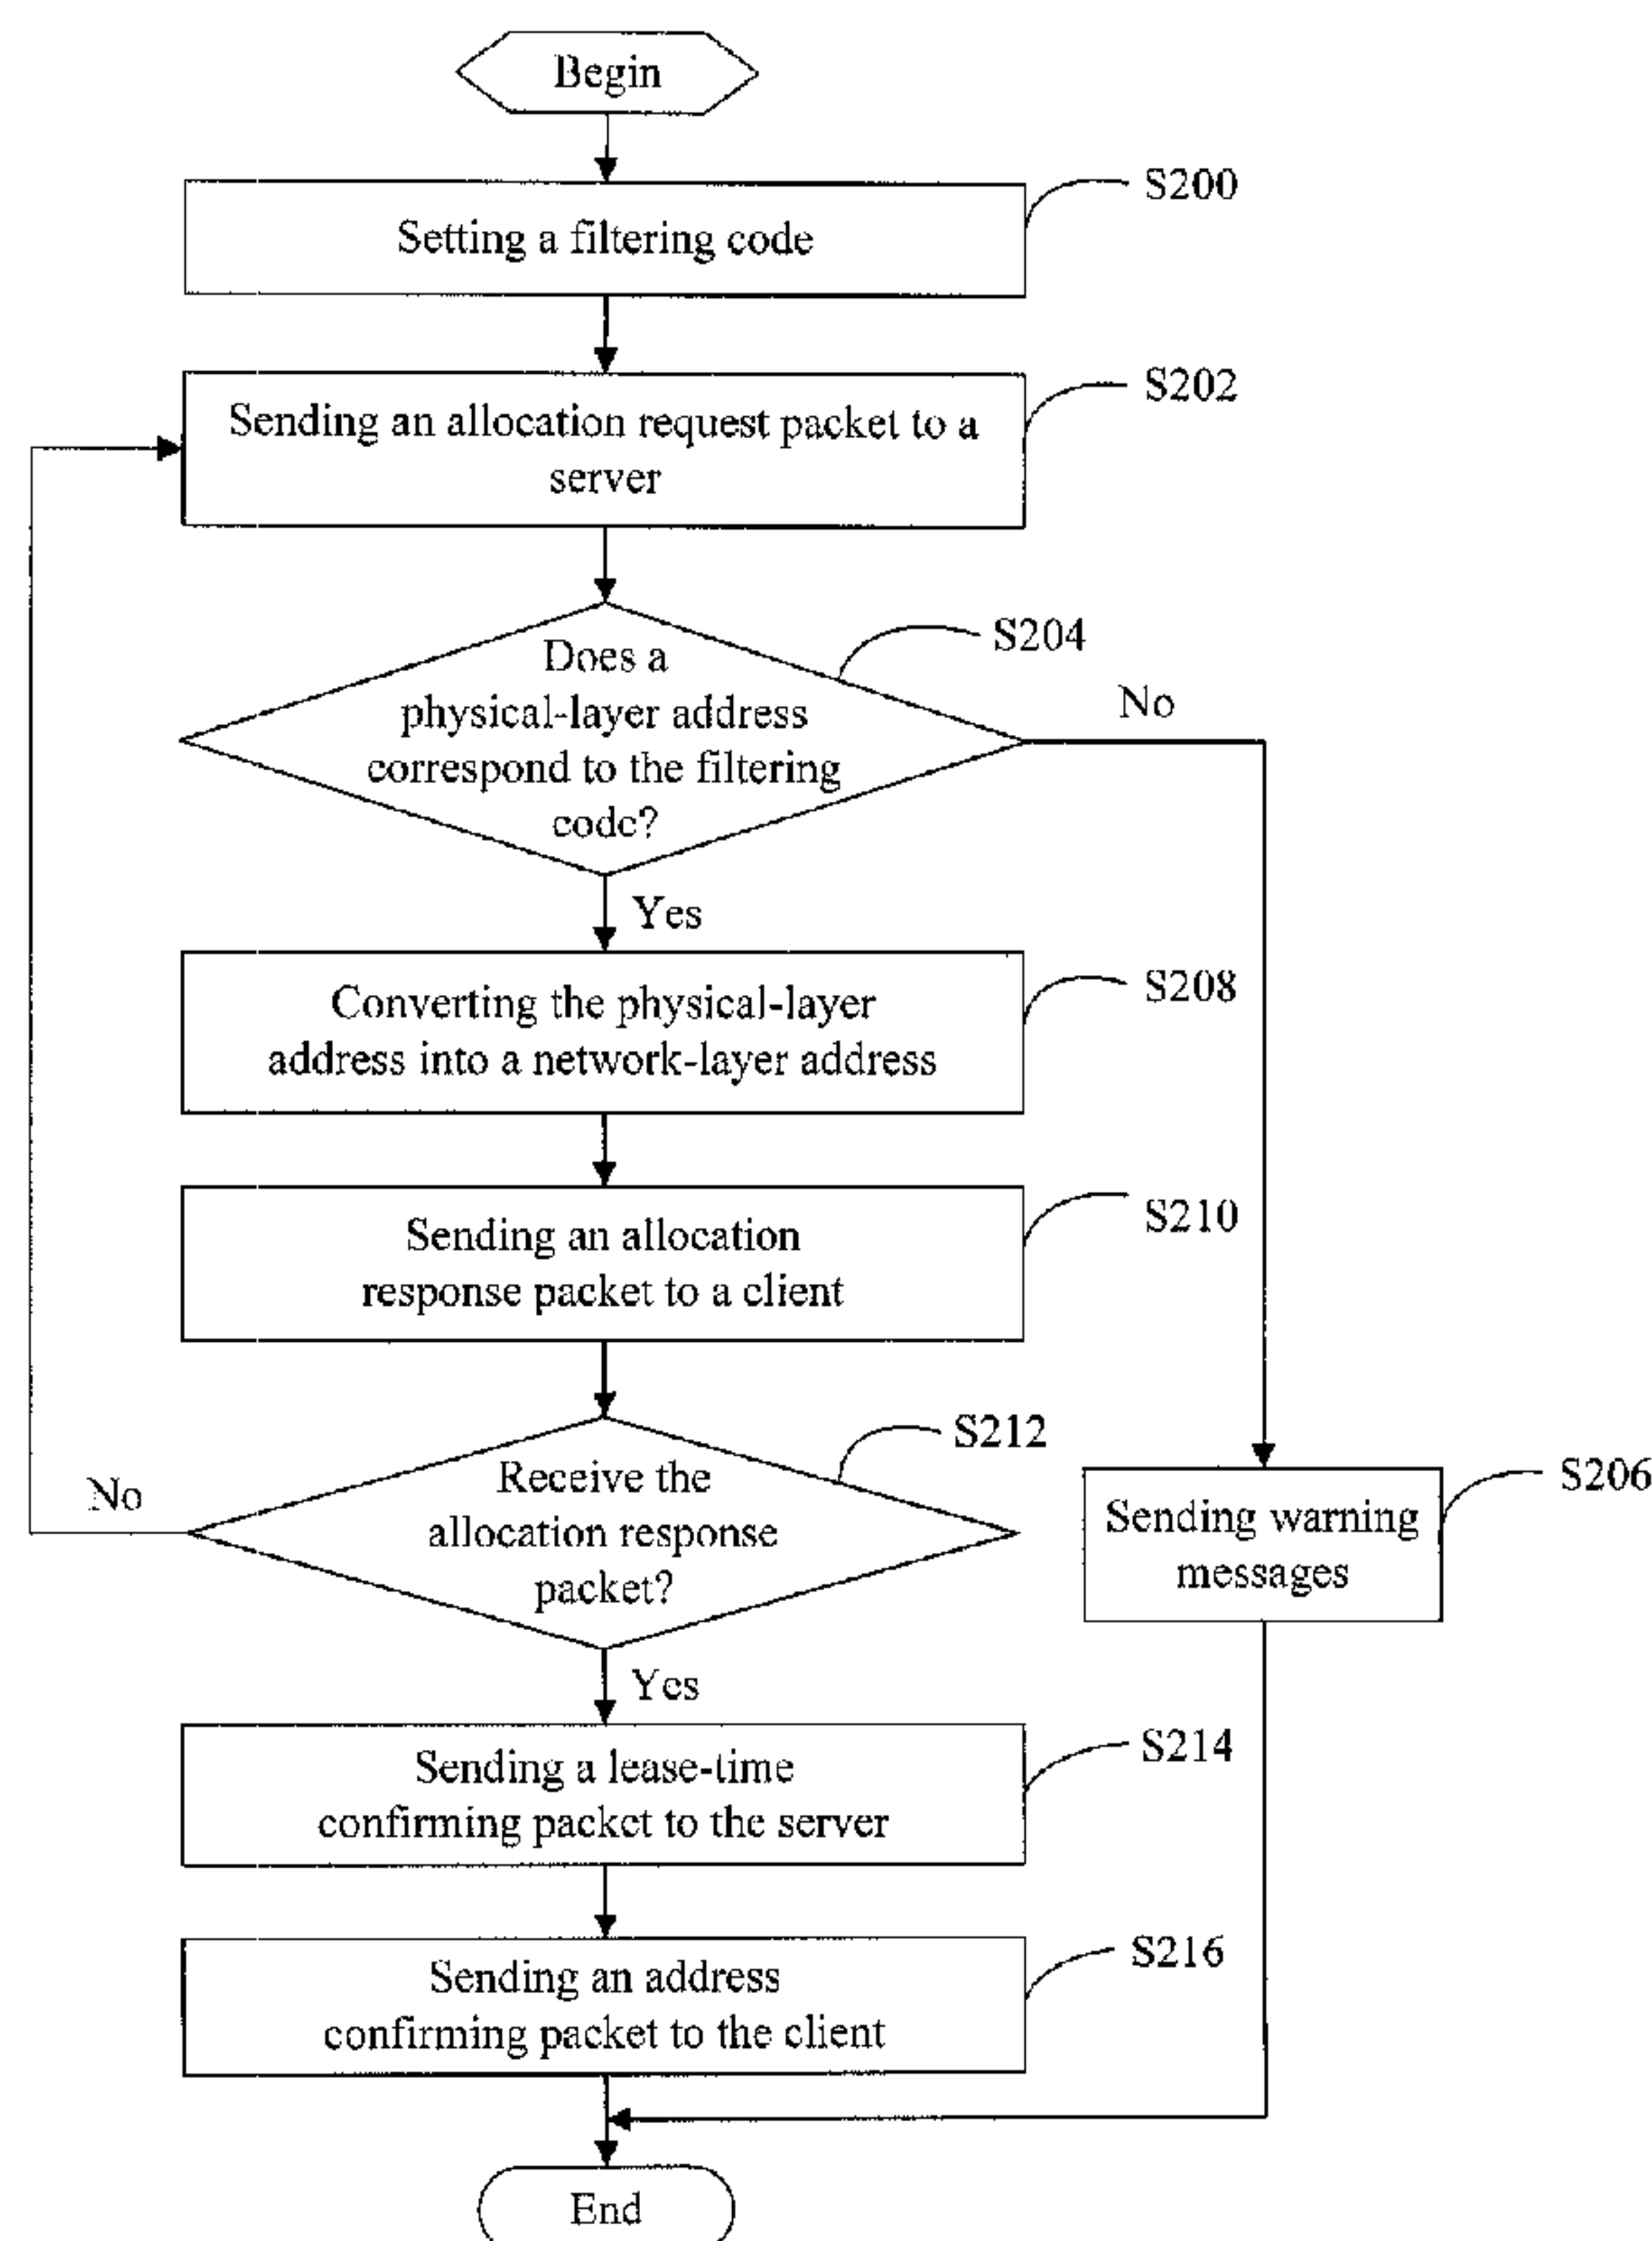 Begin
S200
Setting a filtering code
S202
Sending an allocation request packet to a
server
S204
Does a
physical-layer address
correspond to the filtering
code?
No
Yes
S208
Converting the physical-layer
address into a network-layer address
S210
Sending an allocation
response packet to a client
S212
Receive the
allocation response
packet?
No
S206
Sending warning
messages
Yes
S214
Sending a lease-time
confirming packet to the server
S216
Sending an address
confirming packet to the client
End